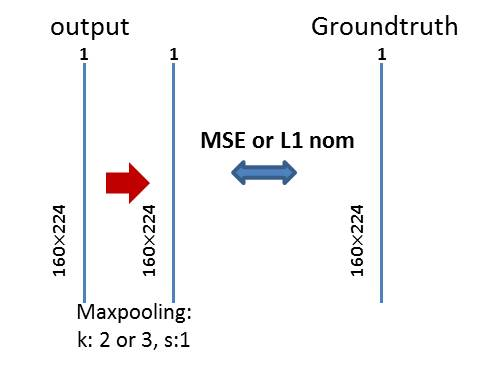 output
Groundtruth
1
1
1
MSE or L1 nom
160×224
160×224
160×224
Maxpooling:
k: 2 or 3, s:1